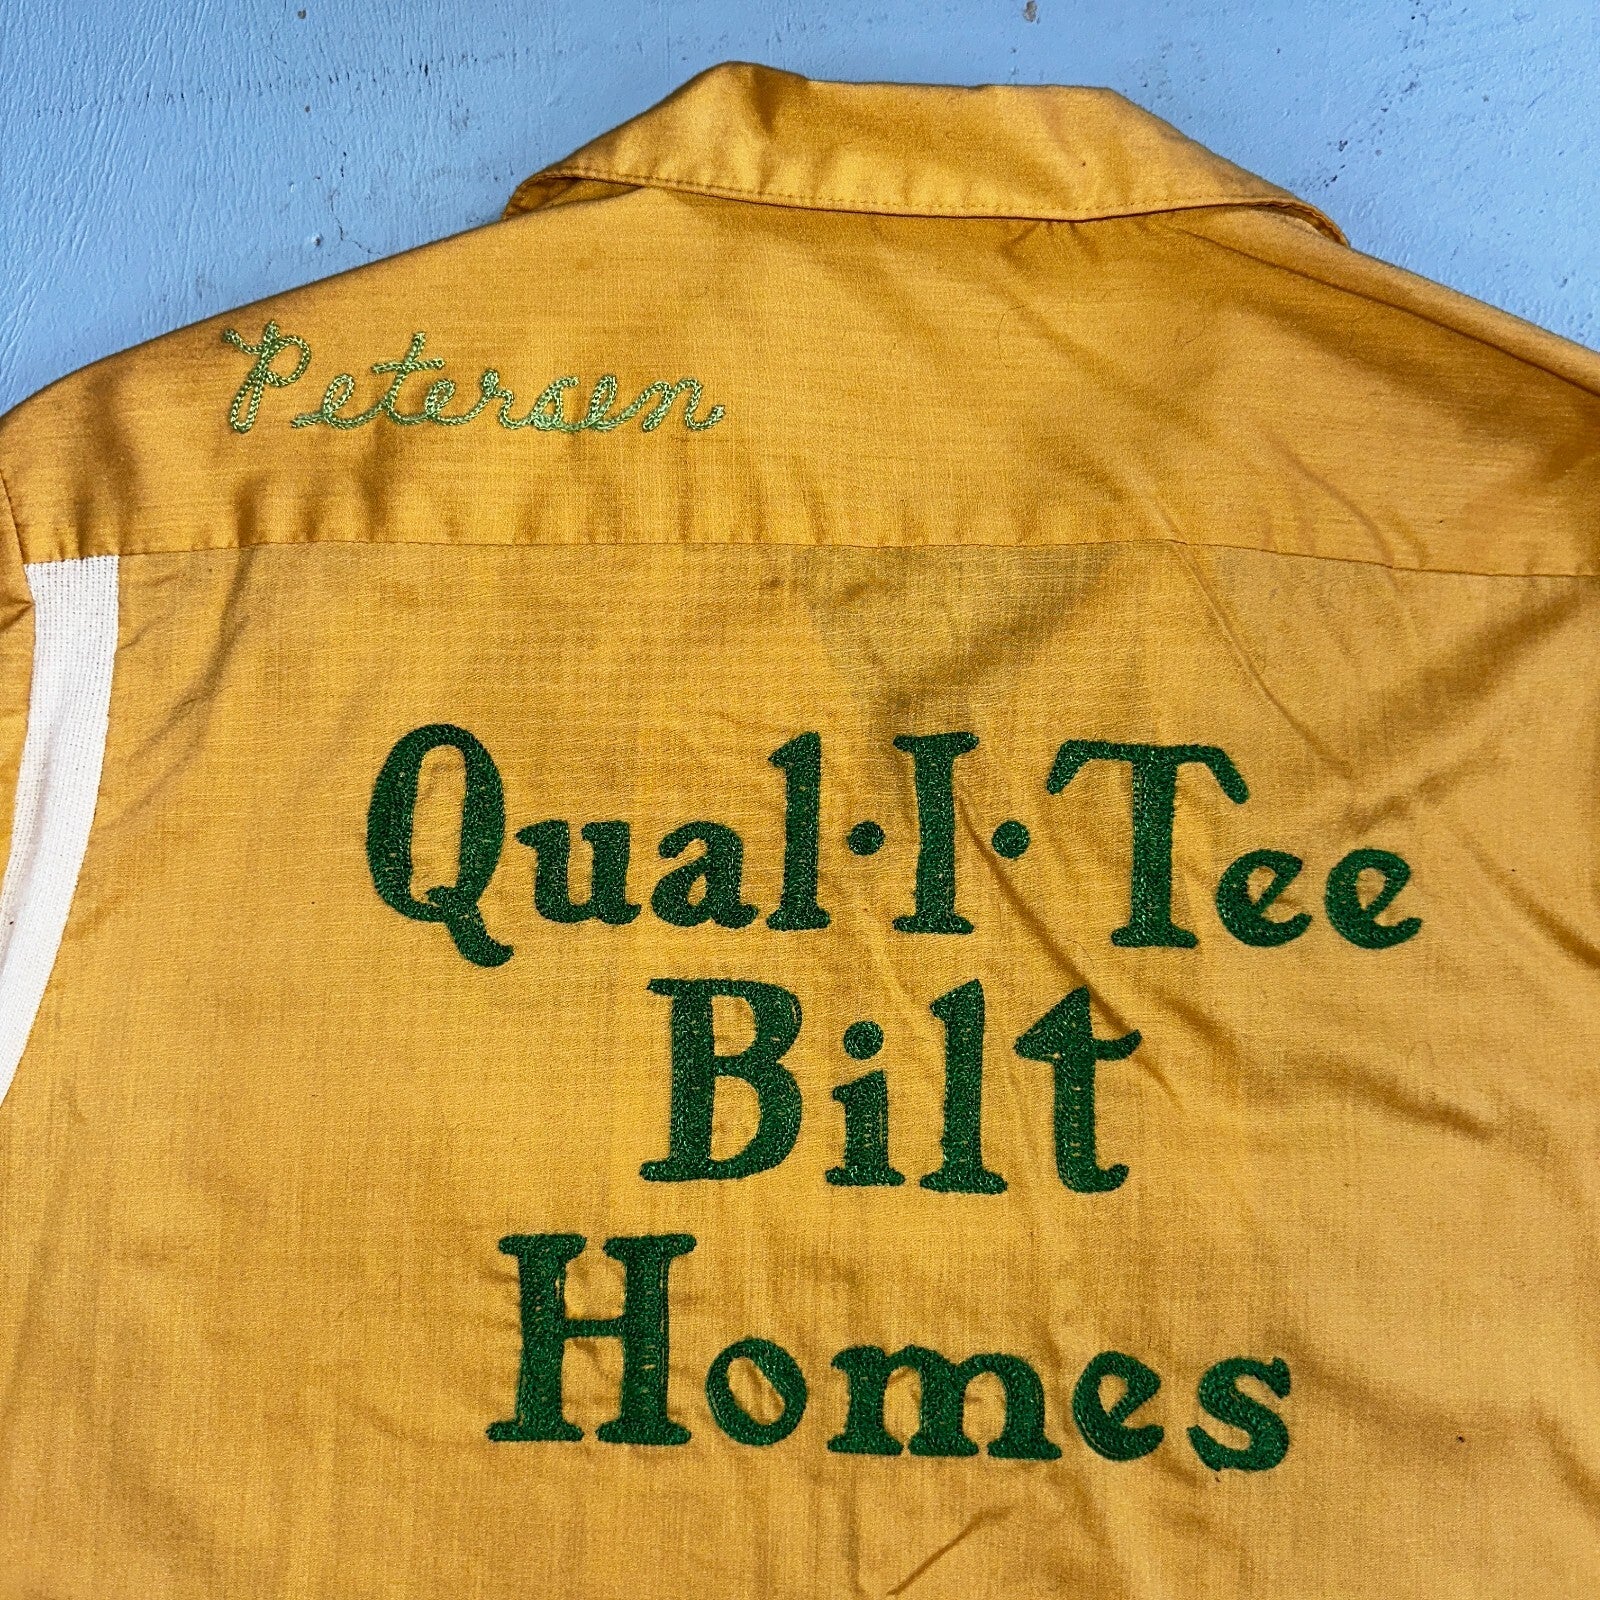 Petersen
Qual·I·Tee
Bilt
Homes